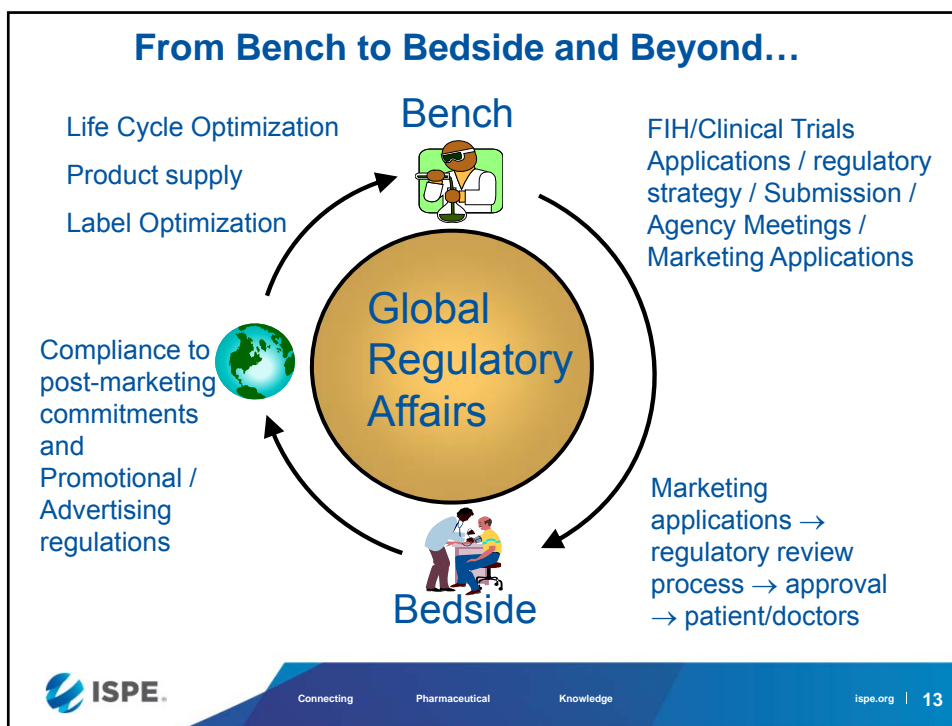 From Bench to Bedside and Beyond…
Life Cycle Optimization
Product supply
Label Optimization
Bench
FIH/Clinical Trials
Applications / regulatory
strategy / Submission /
Agency Meetings /
Marketing Applications
Global
Regulatory
Affairs
Compliance to
post-marketing
commitments
and
Promotional /
Advertising
regulations
Marketing
applications →
regulatory review
process → approval
→ patient/doctors
Bedside
ISPE®
Connecting Pharmaceutical Knowledge
ispe.org | 13